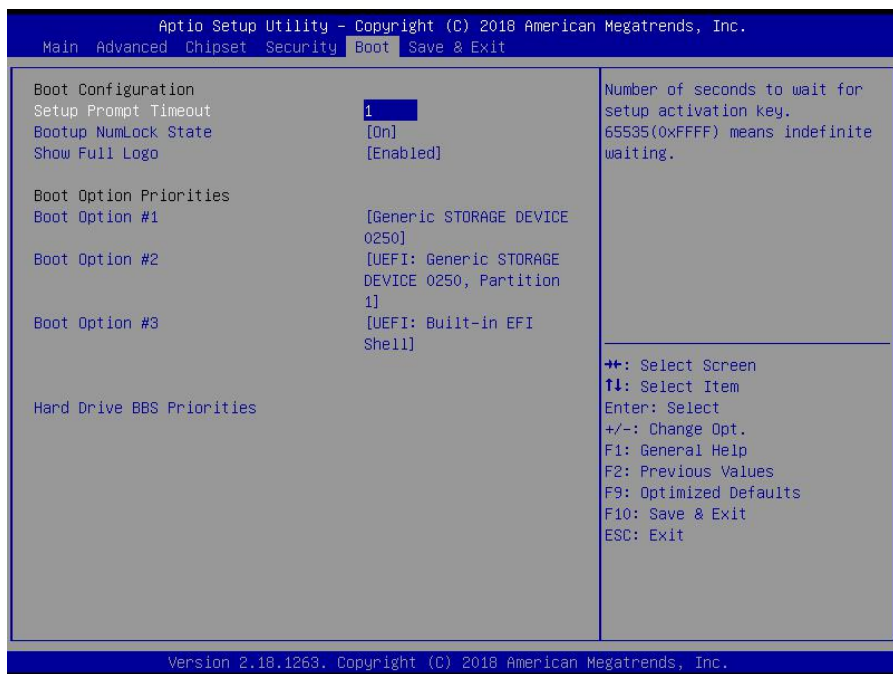 Aptio Setup Utility – Copyright (C) 2018 American Megatrends, Inc.
Main Advanced Chipset Security Boot Save & Exit
Boot Configuration
Setup Prompt Timeout 1
Bootup NumLock State [On]
Show Full Logo [Enabled]
Boot Option Priorities
Boot Option #1 [Generic STORAGE DEVICE
0250]
Boot Option #2 [UEFI: Generic STORAGE
DEVICE 0250, Partition
1]
Boot Option #3 [UEFI: Built-in EFI
Shell]
Hard Drive BBS Priorities
Number of seconds to wait for
setup activation key.
65535(0xFFFF) means indefinite
waiting.
→←: Select Screen
↑↓: Select Item
Enter: Select
+/-: Change Opt.
F1: General Help
F2: Previous Values
F9: Optimized Defaults
F10: Save & Exit
ESC: Exit
Version 2.18.1263. Copyright (C) 2018 American Megatrends, Inc.